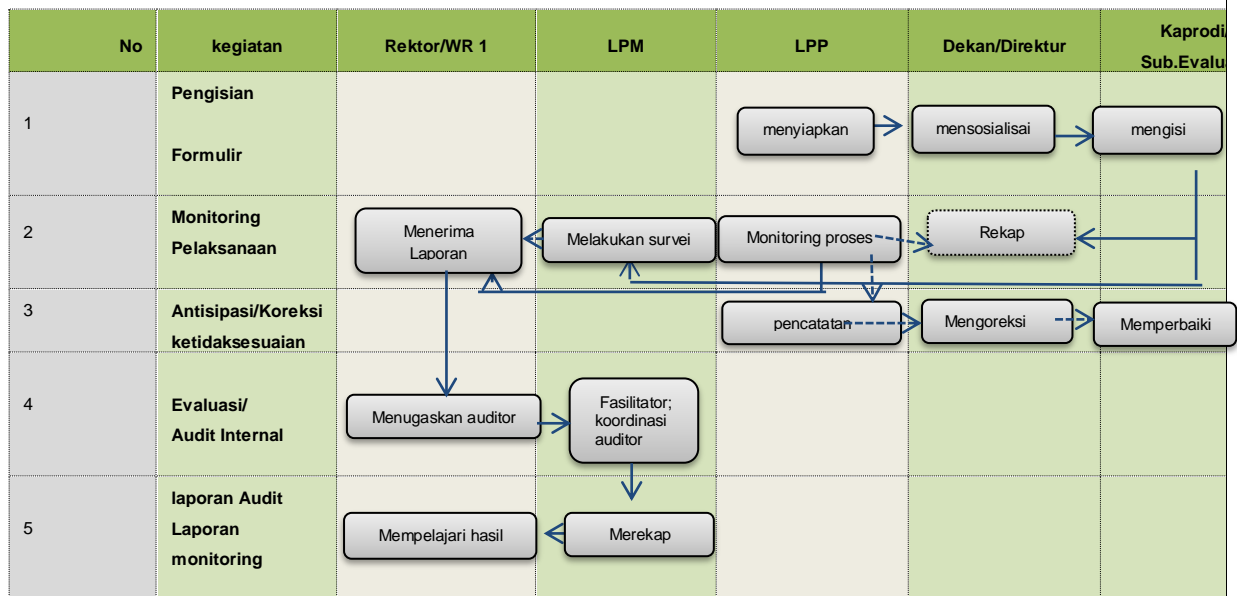 No kegiatan Rektor/WR 1 LPM LPP Dekan/Direktur Kaprodi/
Sub.Evalu
1
Pengisian
Formulir
menyiapkan
mensosialisai
mengisi
2
Monitoring
Pelaksanaan
Menerima
Laporan
Melakukan survei
Monitoring proses
Rekap
3
Antisipasi/Koreksi
ketidaksesuaian
pencatatan
Mengoreksi
Memperbaiki
4
Evaluasi/
Audit Internal
Menugaskan auditor
Fasilitator;
koordinasi
auditor
5
laporan Audit
Laporan
monitoring
Mempelajari hasil
Merekap